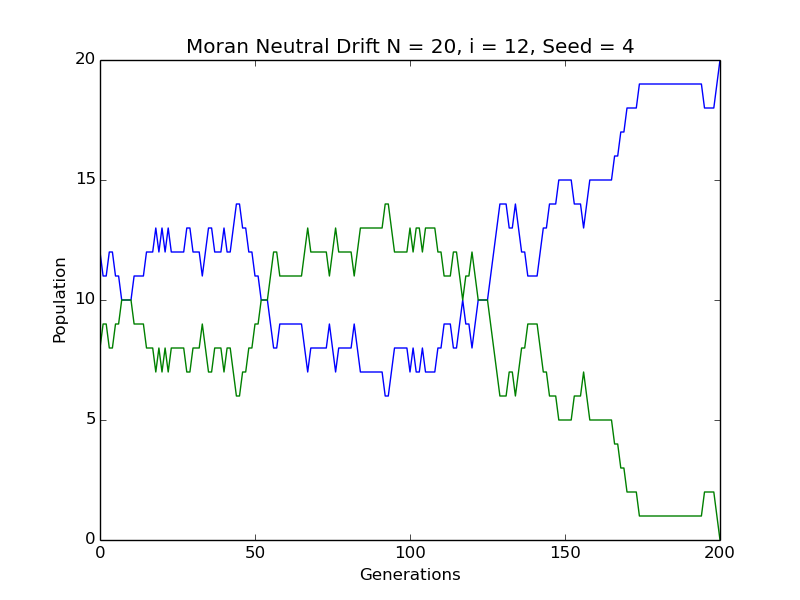 Moran Neutral Drift N = 20, i = 12, Seed = 4
20
15
10
5
0
Population
0 50 100 150 200
Generations